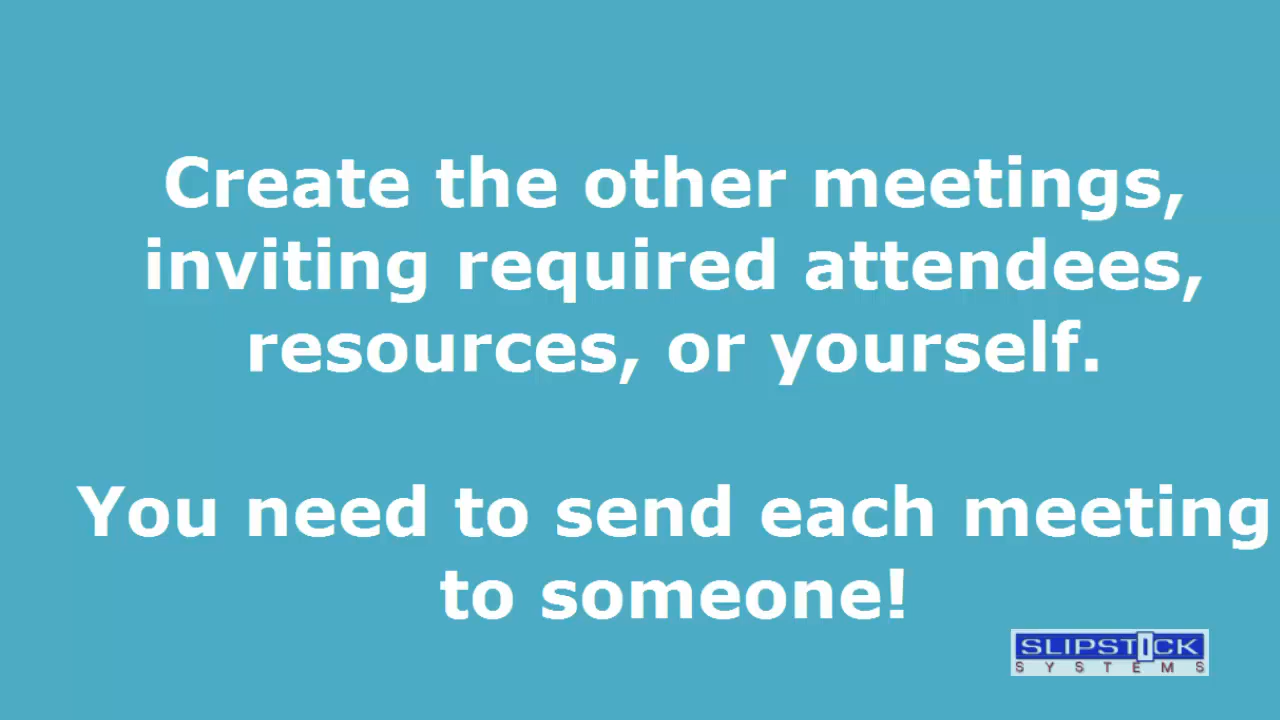 Create the other meetings,
inviting required attendees,
resources, or yourself.
You need to send each meeting
to someone!
SLIPSTICK
SYSTEMS